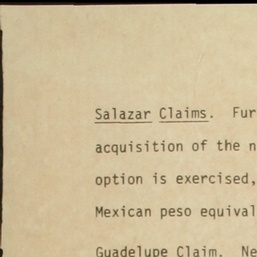 Salazar Claims. Fur
acquisition of the n
option is exercised,
Mexican peso equival
Guadelupe Claim. Ne